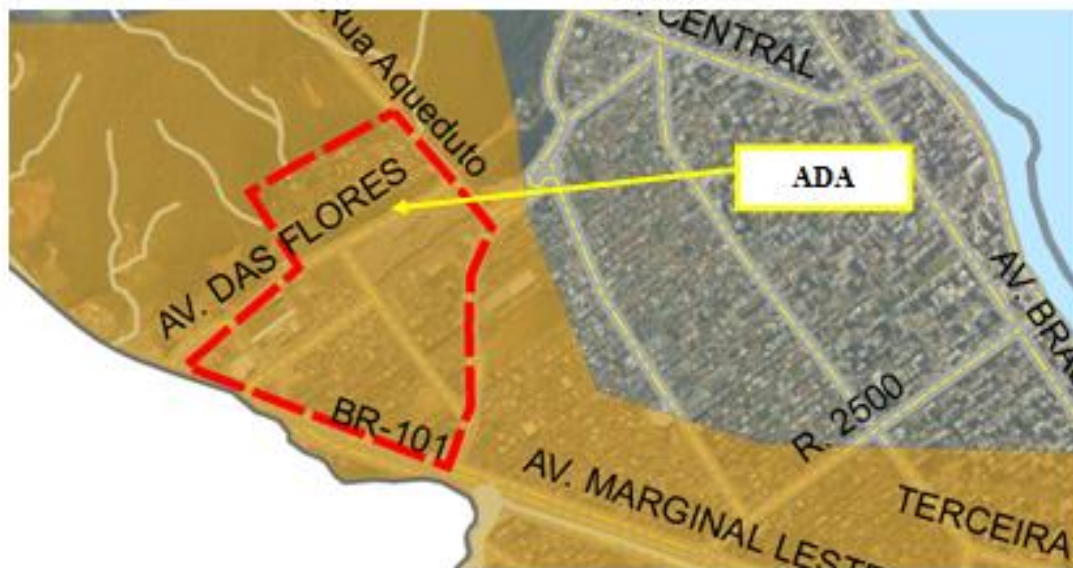 Rua Aqueduto
CENTRAL
ADA
AV. DAS FLORES
AV. BRA
R. 2500
BR-101
AV. MARGINAL LESTE
TERCEIRA